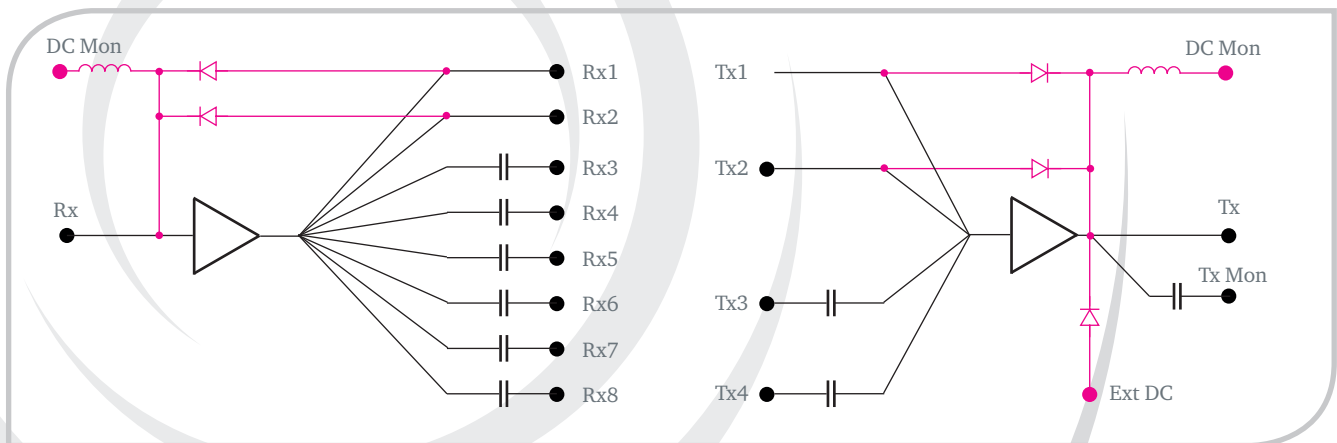 DC Mon
Rx
Rx1
Rx2
Rx3
Rx4
Rx5
Rx6
Rx7
Rx8
Tx1
Tx2
Tx3
Tx4
DC Mon
Tx
Tx Mon
Ext DC